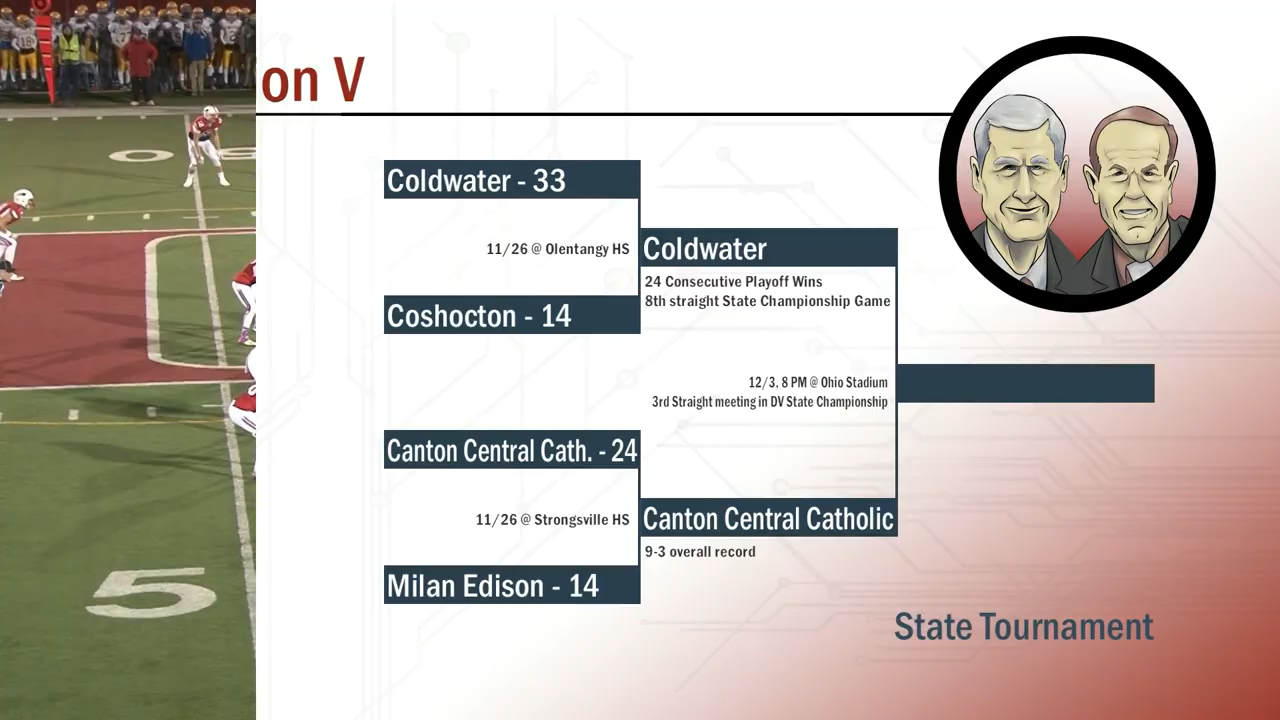 on V
Coldwater - 33
11/26 @ Olentangy HS
Coldwater
24 Consecutive Playoff Wins
8th straight State Championship Game
Coshocton - 14
12/3, 8 PM @ Ohio Stadium
3rd Straight meeting in DV State Championship
Canton Central Cath. - 24
11/26 @ Strongsville HS
Canton Central Catholic
9-3 overall record
Milan Edison - 14
State Tournament
5